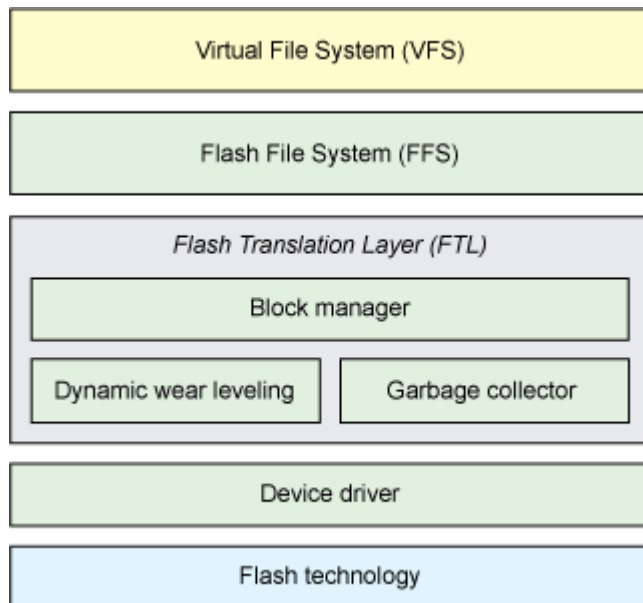 Virtual File System (VFS)
Flash File System (FFS)
Flash Translation Layer (FTL)
Block manager
Dynamic wear leveling
Garbage collector
Device driver
Flash technology